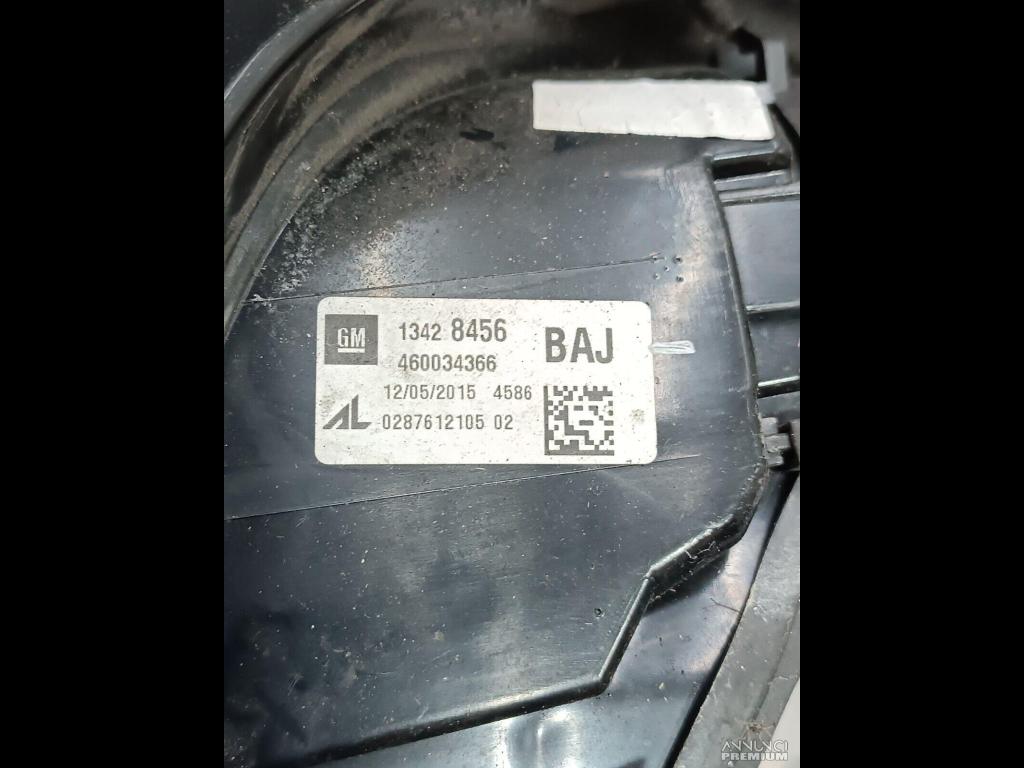 GM 1342 8456 BAJ
460034366
12/05/2015 4586
AL 0287612105 02
ANNUNCI
PREMIUM